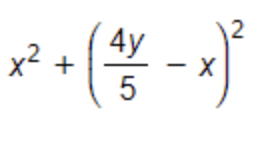 x² + (4y/5 − x)²